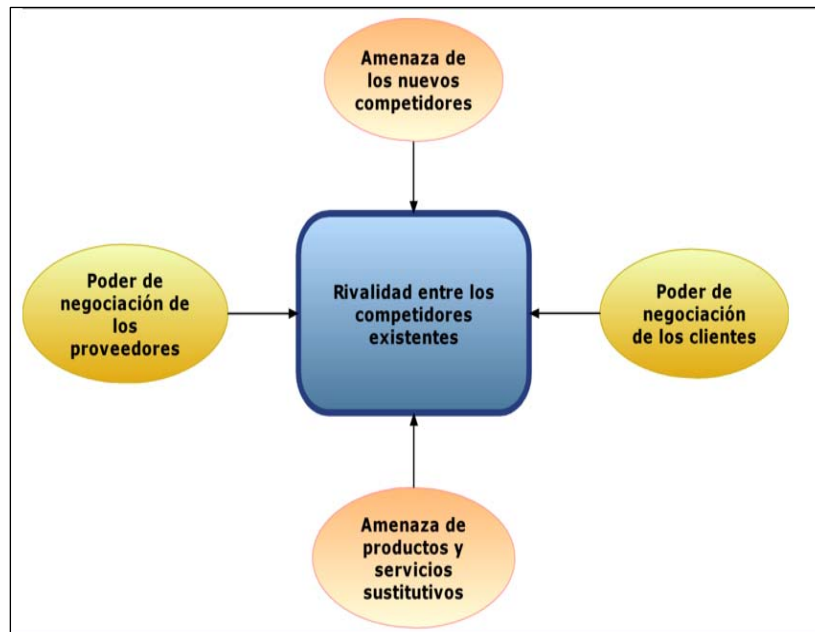 Amenaza de
los nuevos
competidores
Poder de
negociación de
los
proveedores
Rivalidad entre los
competidores
existentes
Poder de
negociación
de los clientes
Amenaza de
productos y
servicios
sustitutivos